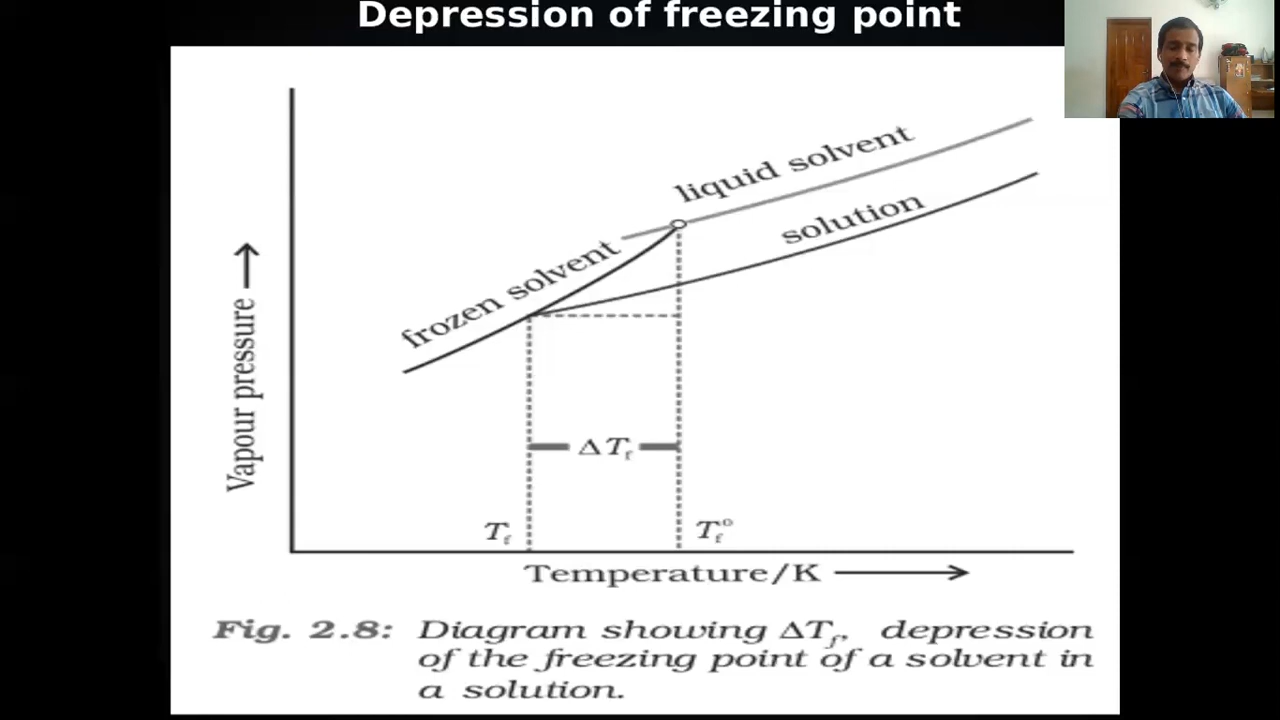 Depression of freezing point
liquid solvent
solution
frozen solvent
Vapour pressure
ΔT_f
T_f
T_f°
Temperature/K
Fig. 2.8: Diagram showing ΔT_f, depression
of the freezing point of a solvent in
a solution.